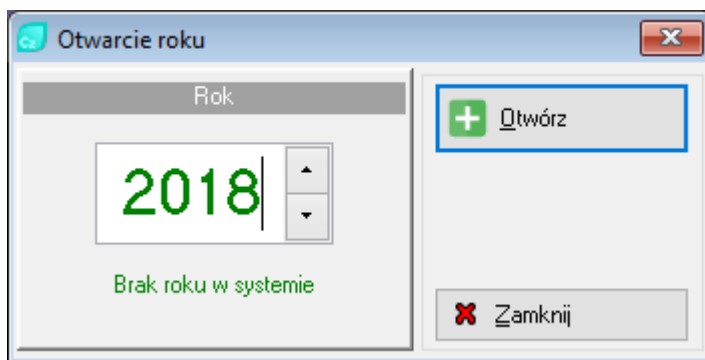 Otwarcie roku
Rok
2018
Brak roku w systemie
Otwórz
Zamknij